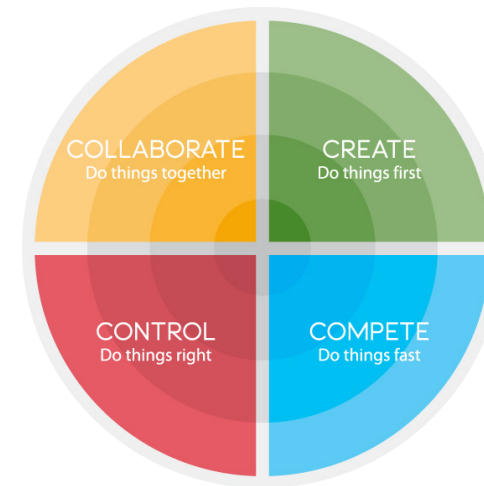 COLLABORATE
Do things together
CREATE
Do things first
CONTROL
Do things right
COMPETE
Do things fast